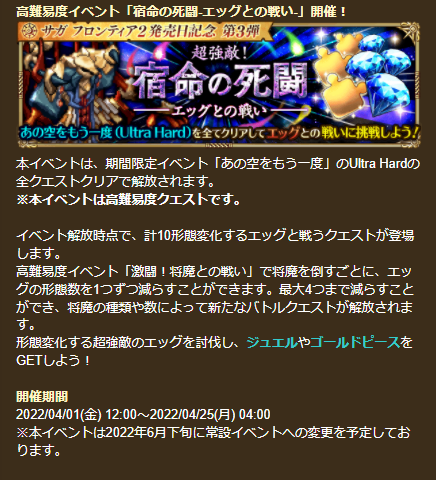 高難易度イベント「宿命の死闘-エッグとの戦い-」開催！
サガ フロンティア2 発売日記念 第3弾
超強敵！
宿命の死闘
エッグとの戦い
あの空をもう一度(Ultra Hard)を全てクリアしてエッグとの戦いに挑戦しよう！
本イベントは、期間限定イベント「あの空をもう一度」のUltra Hardの
全クエストクリアで解放されます。
※本イベントは高難易度クエストです。
イベント解放時点で、計10形態変化するエッグと戦うクエストが登場
します。
高難易度イベント「激闘！将魔との戦い」で将魔を倒すごとに、エッ
グの形態数を1つずつ減らすことができます。最大4つまで減らすこと
ができ、将魔の種類や数によって新たなバトルクエストが解放されま
す。
形態変化する超強敵のエッグを討伐し、ジュエルやゴールドピースを
GETしよう！
開催期間
2022/04/01(金) 12:00～2022/04/25(月) 04:00
※本イベントは2022年6月下旬に常設イベントへの変更を予定してお
ります。